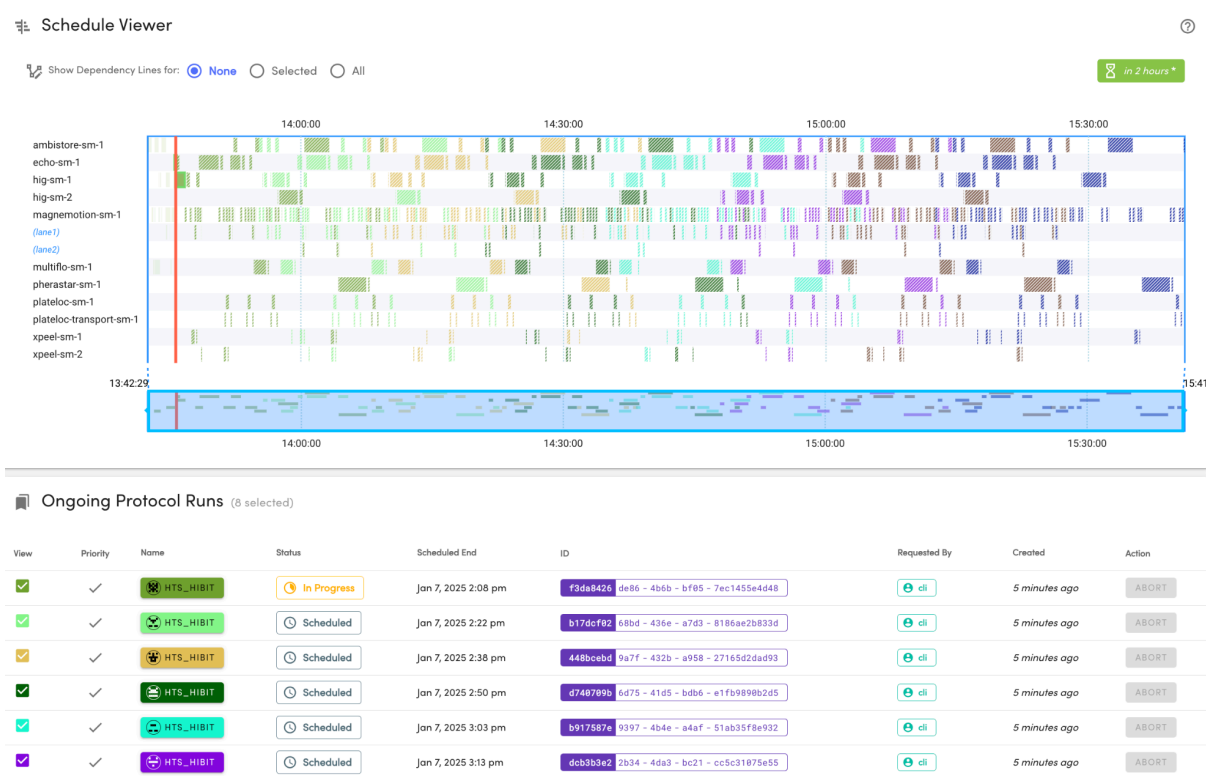 Schedule Viewer
Show Dependency Lines for: None Selected All
in 2 hours *
14:00:00 14:30:00 15:00:00 15:30:00
ambistore-sm-1
echo-sm-1
hig-sm-1
hig-sm-2
magnemotion-sm-1
(lane1)
(lane2)
multiflo-sm-1
pherastar-sm-1
plateloc-sm-1
plateloc-transport-sm-1
xpeel-sm-1
xpeel-sm-2
13:42:29 15:41
14:00:00 14:30:00 15:00:00 15:30:00
Ongoing Protocol Runs (8 selected)
View Priority Name Status Scheduled End ID Requested By Created Action
HTS_HIBIT In Progress Jan 7, 2025 2:08 pm f3da8426 de86 - 4b6b - bf05 - 7ec1455e4d48 cli 5 minutes ago ABORT
HTS_HIBIT Scheduled Jan 7, 2025 2:22 pm b17dcf02 68bd - 436e - a7d3 - 8186ae2b833d cli 5 minutes ago ABORT
HTS_HIBIT Scheduled Jan 7, 2025 2:38 pm 448bcebd 9a7f - 432b - a958 - 27165d2dad93 cli 5 minutes ago ABORT
HTS_HIBIT Scheduled Jan 7, 2025 2:50 pm d740709b 6d75 - 41d5 - bdb6 - e1fb9890b2d5 cli 5 minutes ago ABORT
HTS_HIBIT Scheduled Jan 7, 2025 3:03 pm b917587e 9397 - 4b4e - a4af - 51ab35f8e932 cli 5 minutes ago ABORT
HTS_HIBIT Scheduled Jan 7, 2025 3:13 pm dcb3b3e2 2b34 - 4da3 - bc21 - cc5c31075e55 cli 5 minutes ago ABORT